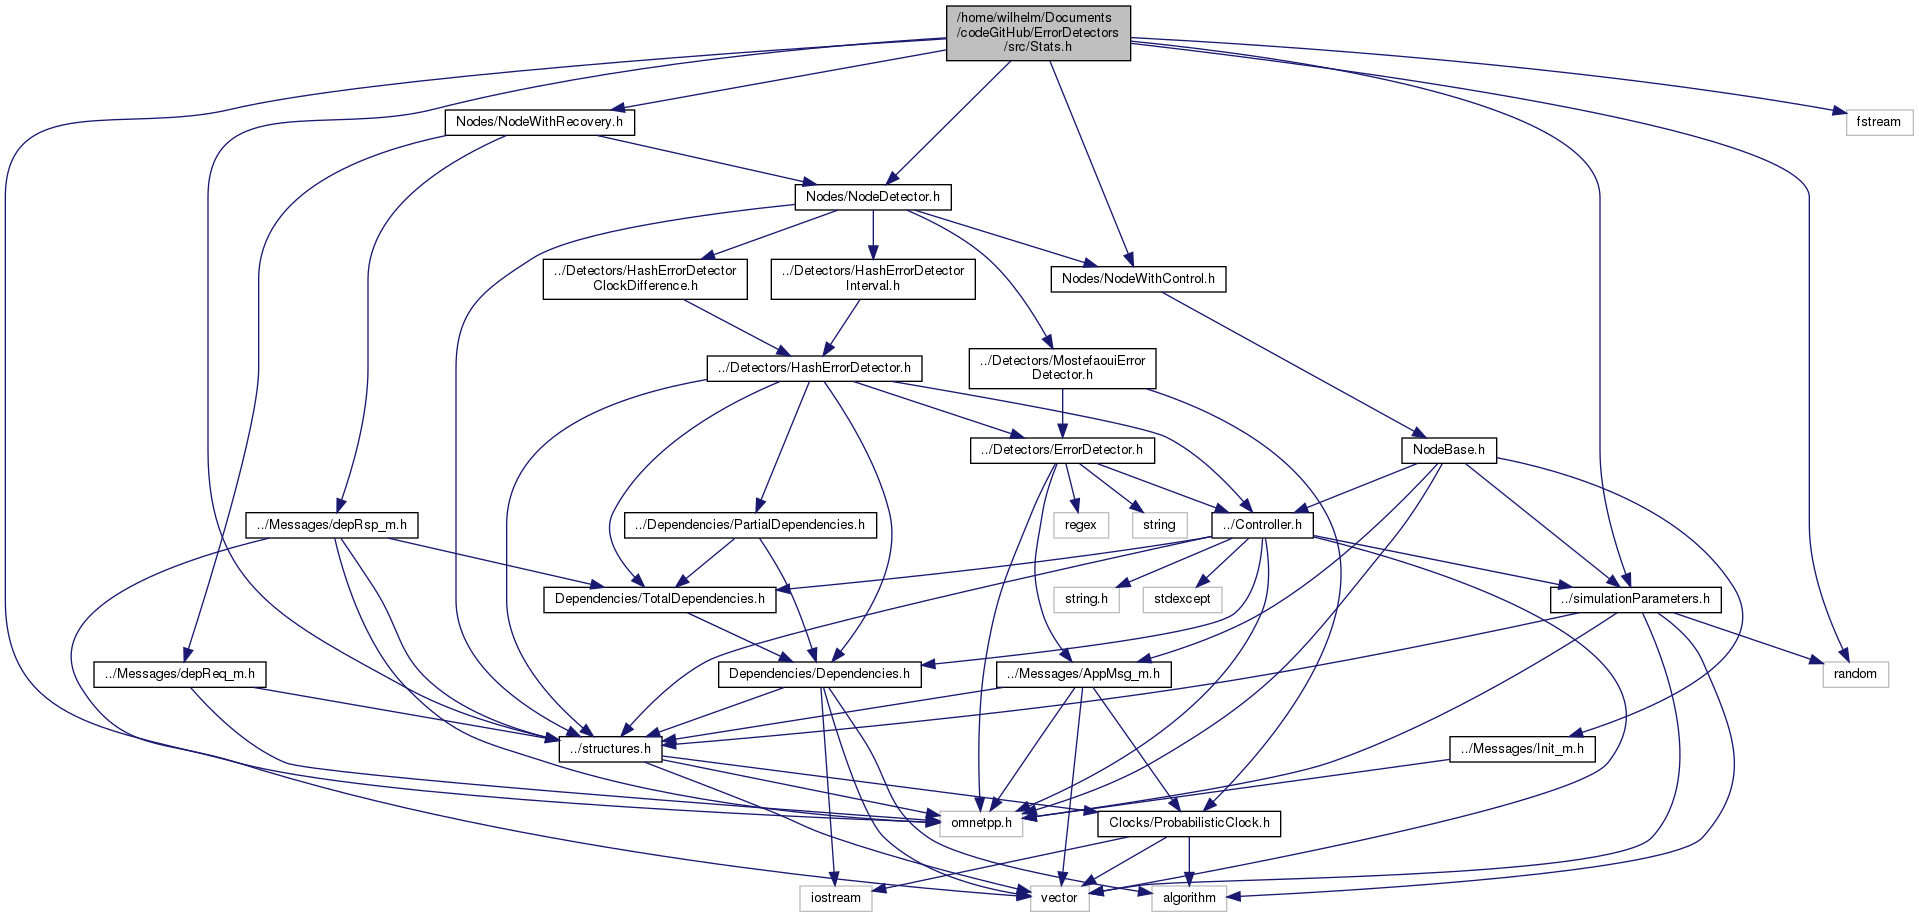 /home/wilhelm/Documents
/codeGitHub/ErrorDetectors
/src/Stats.h
Nodes/NodeWithRecovery.h
fstream
Nodes/NodeDetector.h
../Detectors/HashErrorDetector
ClockDifference.h
../Detectors/HashErrorDetector
Interval.h
Nodes/NodeWithControl.h
../Detectors/HashErrorDetector.h
../Detectors/MostefaouiError
Detector.h
../Detectors/ErrorDetector.h
NodeBase.h
../Messages/depRsp_m.h
../Dependencies/PartialDependencies.h
regex
string
../Controller.h
Dependencies/TotalDependencies.h
string.h
stdexcept
../simulationParameters.h
../Messages/depReq_m.h
Dependencies/Dependencies.h
../Messages/AppMsg_m.h
random
../structures.h
../Messages/Init_m.h
omnetpp.h
Clocks/ProbabilisticClock.h
iostream
vector
algorithm